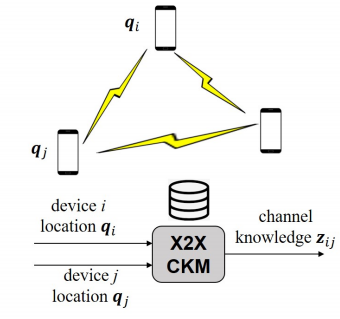 q_i
q_j
device i
location q_i
device j
location q_j
X2X
CKM
channel
knowledge z_ij